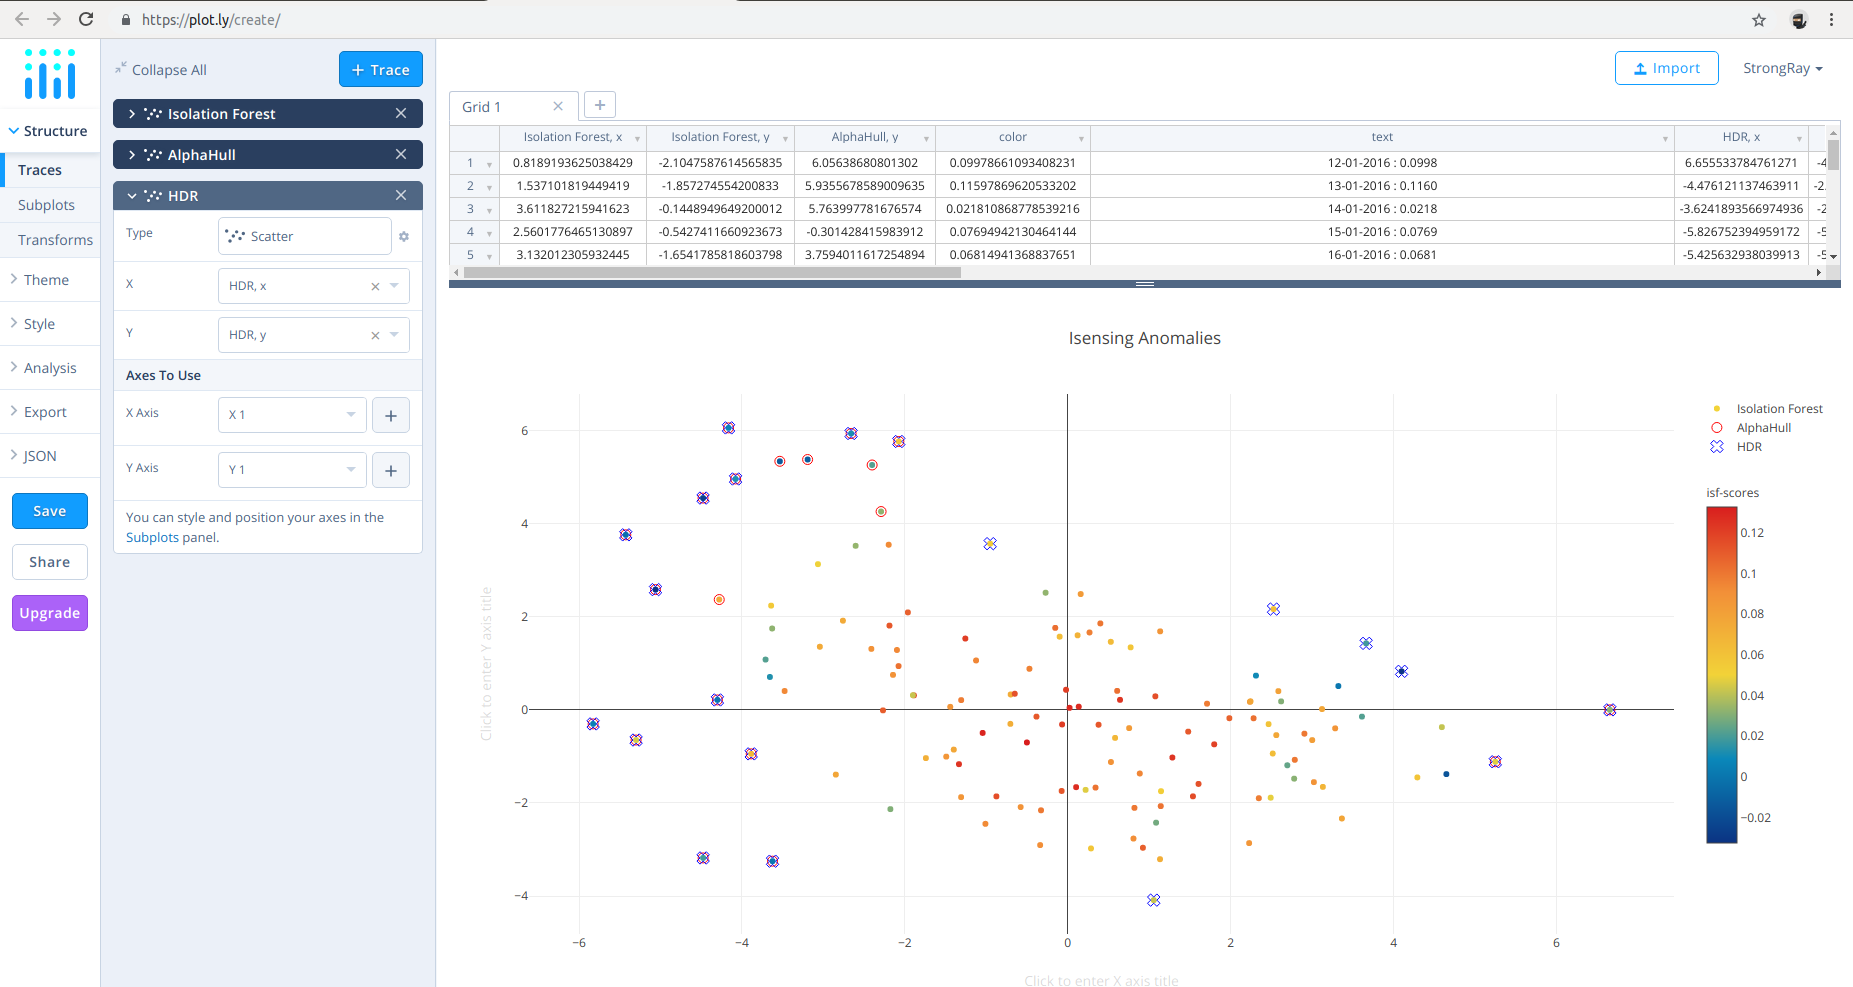 https://plot.ly/create/
Collapse All
+ Trace
Import
StrongRay
Structure
Traces
Subplots
Transforms
Theme
Style
Analysis
Export
JSON
Save
Share
Upgrade
Isolation Forest
AlphaHull
HDR
Type
Scatter
X
HDR, x
Y
HDR, y
Axes To Use
X Axis
X 1
+
Y Axis
Y 1
+
You can style and position your axes in the
Subplots panel.
Grid 1
+
Isolation Forest, x Isolation Forest, y AlphaHull, y color text HDR, x
1 0.8189193625038429 -2.1047587614565835 6.05638680801302 0.09978661093408231 12-01-2016 : 0.0998 6.655533784761271 -4
2 1.537101819449419 -1.857274554200833 5.9355678589009635 0.11597869620533202 13-01-2016 : 0.1160 -4.476121137463911 -2.
3 3.611827215941623 -0.1448949649200012 5.763997781676574 0.021810868778539216 14-01-2016 : 0.0218 -3.6241893566974936 -2
4 2.5601776465130897 -0.5427411660923673 -0.301428415983912 0.07694942130464144 15-01-2016 : 0.0769 -5.826752394959172 -5
5 3.132012305932445 -1.6541785818603798 3.7594011617254894 0.06814941368837651 16-01-2016 : 0.0681 -5.425632938039913 -5
Isensing Anomalies
Isolation Forest
AlphaHull
HDR
isf-scores
0.12
0.1
0.08
0.06
0.04
0.02
0
−0.02
6
4
2
0
−2
−4
Click to enter Y axis title
−6 −4 −2 0 2 4 6
Click to enter X axis title